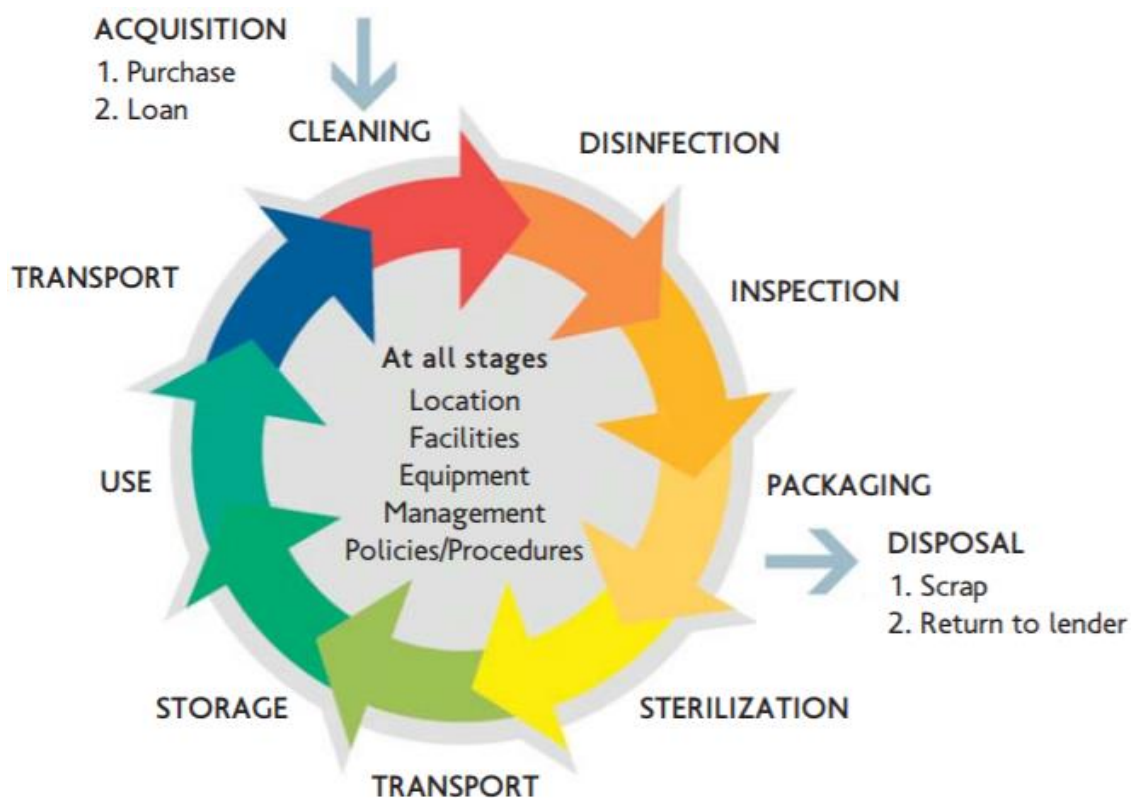 ACQUISITION
1. Purchase
2. Loan
CLEANING
DISINFECTION
INSPECTION
PACKAGING
DISPOSAL
1. Scrap
2. Return to lender
STERILIZATION
TRANSPORT
STORAGE
USE
TRANSPORT
At all stages
Location
Facilities
Equipment
Management
Policies/Procedures